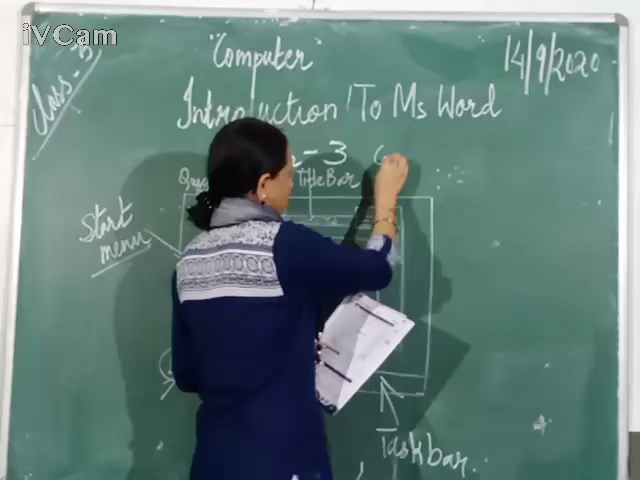 iVCam
Class-3
"Computer"
14/9/2020
Introduction To Ms Word
- 3
Title Bar
Start
menu
Taskbar